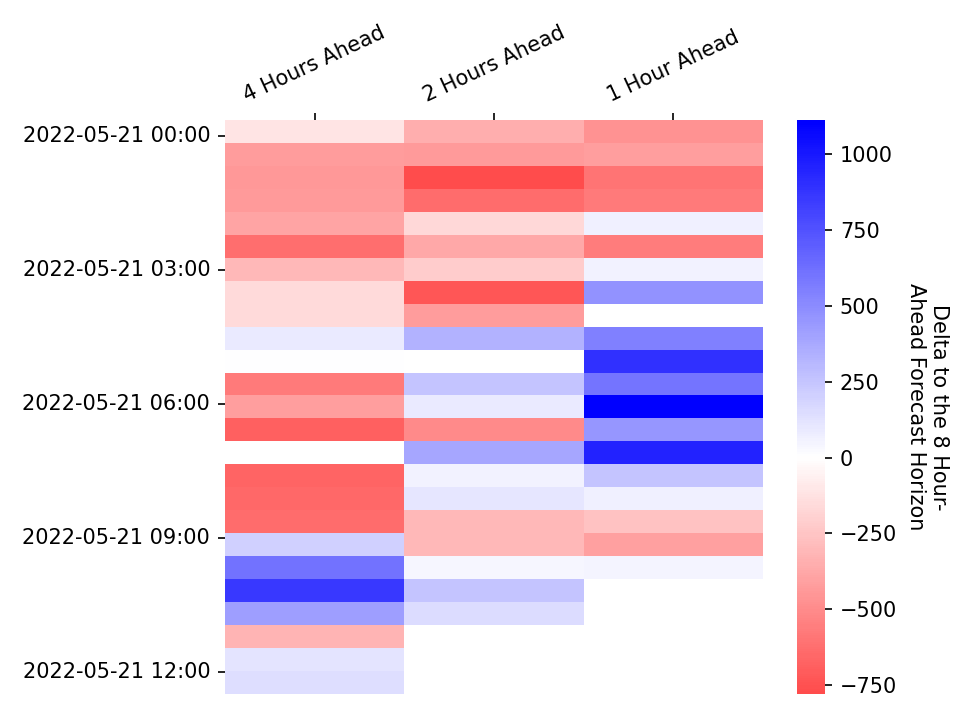 4 Hours Ahead
2 Hours Ahead
1 Hour Ahead
2022-05-21 00:00
2022-05-21 03:00
2022-05-21 06:00
2022-05-21 09:00
2022-05-21 12:00
1000
750
500
250
0
−250
−500
−750
Delta to the 8 Hour-
Ahead Forecast Horizon